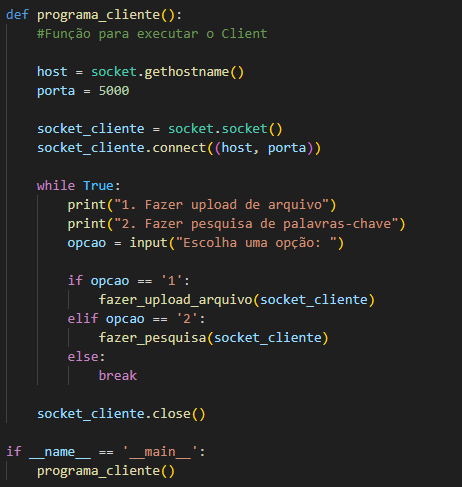 def programa_cliente():
    #Função para executar o Client

    host = socket.gethostname()
    porta = 5000

    socket_cliente = socket.socket()
    socket_cliente.connect((host, porta))

    while True:
        print("1. Fazer upload de arquivo")
        print("2. Fazer pesquisa de palavras-chave")
        opcao = input("Escolha uma opção: ")

        if opcao == '1':
            fazer_upload_arquivo(socket_cliente)
        elif opcao == '2':
            fazer_pesquisa(socket_cliente)
        else:
            break

    socket_cliente.close()

if __name__ == '__main__':
    programa_cliente()